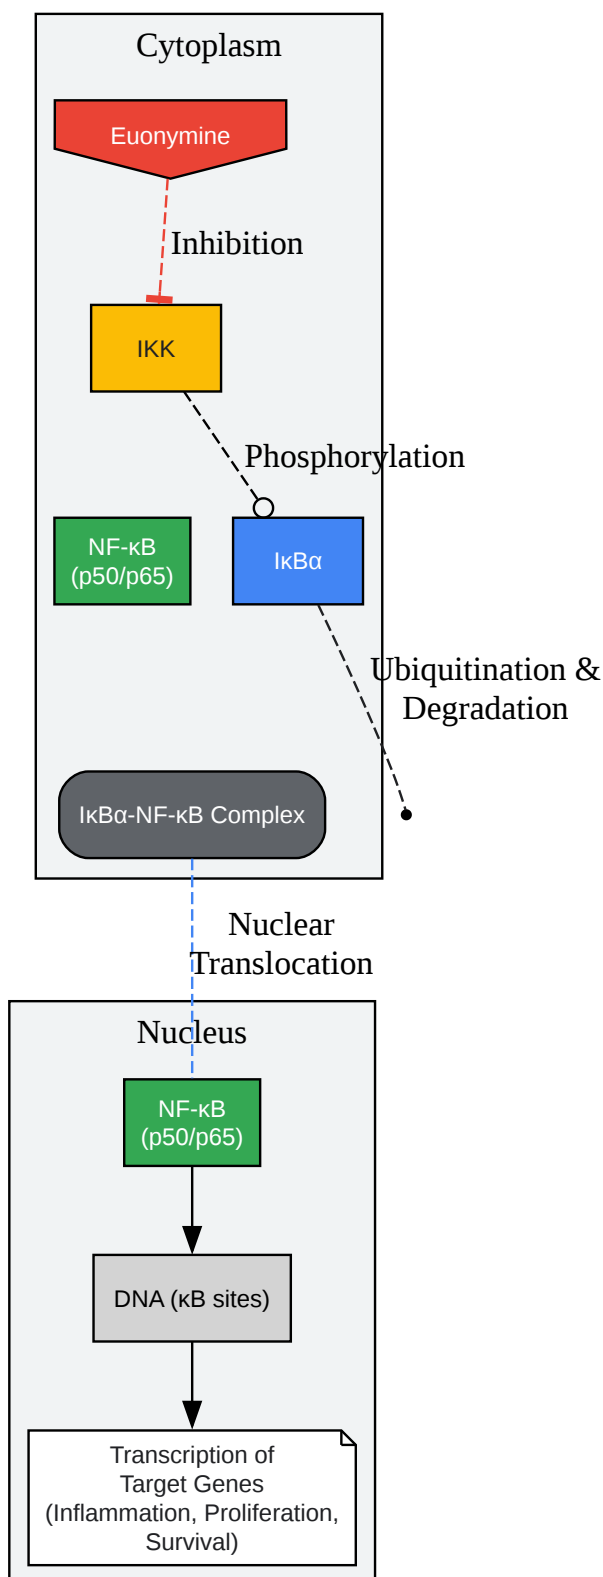 Cytoplasm
Euonymine
Inhibition
IKK
Phosphorylation
NF-κB
(p50/p65)
IκBα
Ubiquitination &
Degradation
IκBα-NF-κB Complex
Nuclear
Translocation
Nucleus
NF-κB
(p50/p65)
DNA (κB sites)
Transcription of
Target Genes
(Inflammation, Proliferation,
Survival)